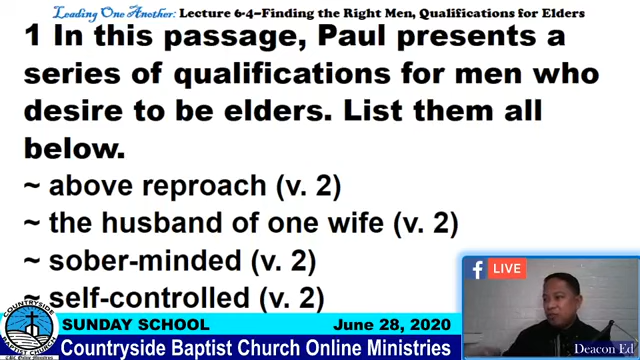 Leading One Another: Lecture 6-4–Finding the Right Men, Qualifications for Elders
1 In this passage, Paul presents a
series of qualifications for men who
desire to be elders. List them all
below.
~ above reproach (v. 2)
~ the husband of one wife (v. 2)
~ sober-minded (v. 2)
~ self-controlled (v. 2)
f LIVE
COUNTRYSIDE
BAPTIST CHURCH
SUNDAY SCHOOL June 28, 2020
Countryside Baptist Church Online Ministries
Deacon Ed